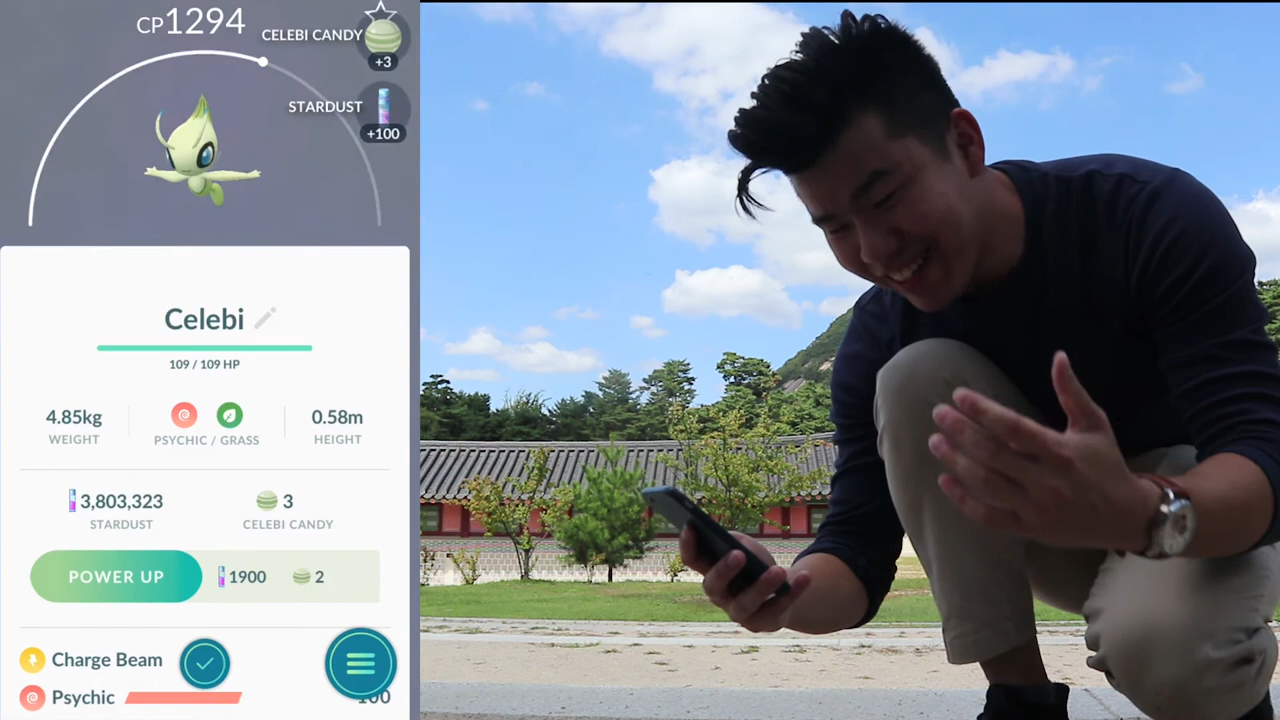 CP1294
CELEBI CANDY
+3
STARDUST
+100
Celebi
109 / 109 HP
4.85kg
WEIGHT
PSYCHIC / GRASS
0.58m
HEIGHT
3,803,323
STARDUST
3
CELEBI CANDY
POWER UP
1900
2
Charge Beam
Psychic
100